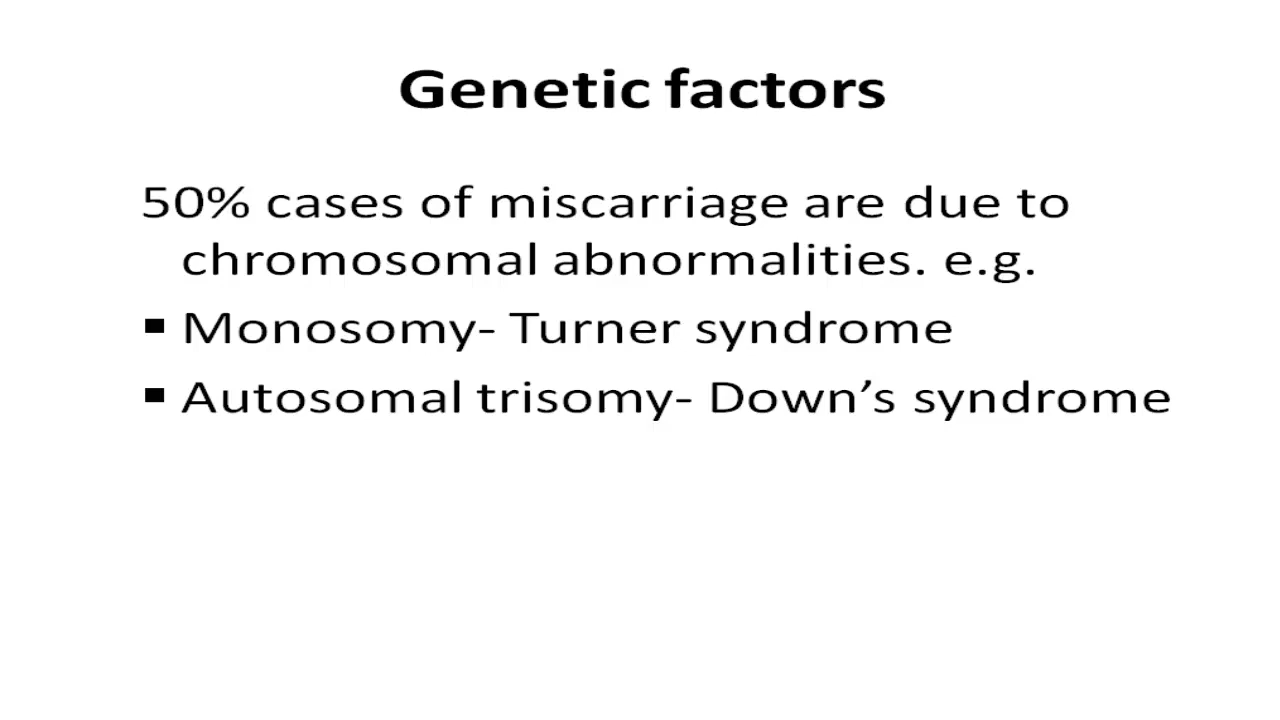 Genetic factors
50% cases of miscarriage are due to
chromosomal abnormalities. e.g.
▪ Monosomy- Turner syndrome
▪ Autosomal trisomy- Down’s syndrome